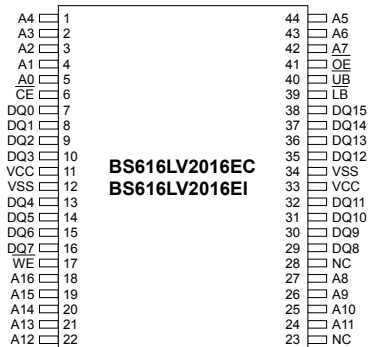 A4 1 44 A5
A3 2 43 A6
A2 3 42 A7
A1 4 41 OE
A0 5 40 UB
CE 6 39 LB
DQ0 7 38 DQ15
DQ1 8 37 DQ14
DQ2 9 36 DQ13
DQ3 10 35 DQ12
VCC 11 BS616LV2016EC 34 VSS
VSS 12 BS616LV2016EI 33 VCC
DQ4 13 32 DQ11
DQ5 14 31 DQ10
DQ6 15 30 DQ9
DQ7 16 29 DQ8
WE 17 28 NC
A16 18 27 A8
A15 19 26 A9
A14 20 25 A10
A13 21 24 A11
A12 22 23 NC